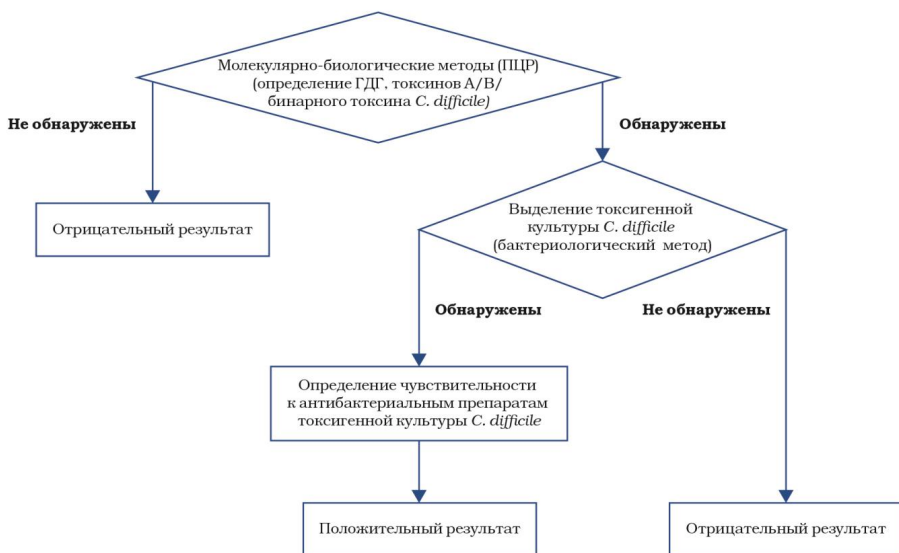 Молекулярно-биологические методы (ПЦР)
(определение ГДГ, токсинов А/В/
бинарного токсина C. difficile)
Не обнаружены
Обнаружены
Отрицательный результат
Выделение токсигенной
культуры C. difficile
(бактериологический метод)
Обнаружены
Не обнаружены
Определение чувствительности
к антибактериальным препаратам
токсигенной культуры C. difficile
Положительный результат
Отрицательный результат